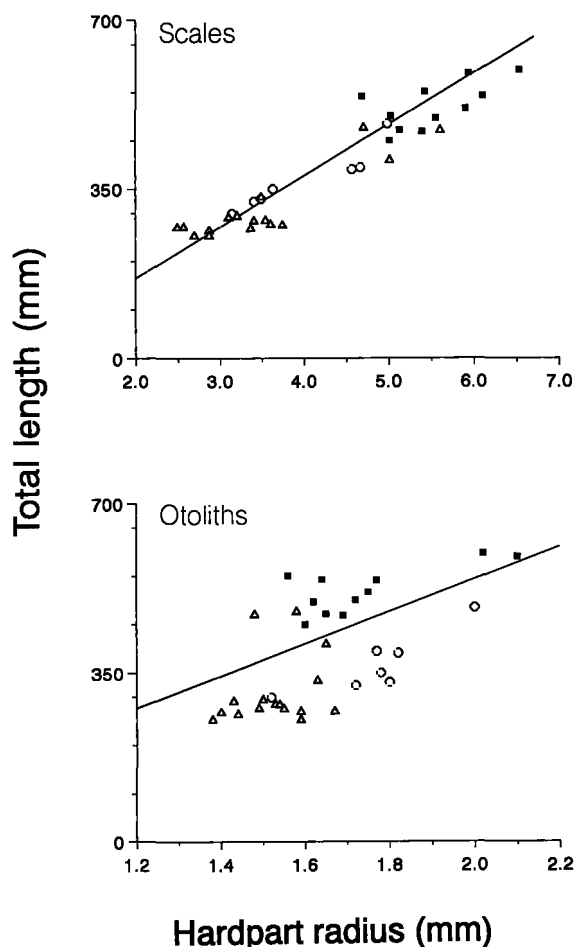 Total length (mm)
700
Scales
350
0
2.0 3.0 4.0 5.0 6.0 7.0
700
Otoliths
350
0
1.2 1.4 1.6 1.8 2.0 2.2
Hardpart radius (mm)